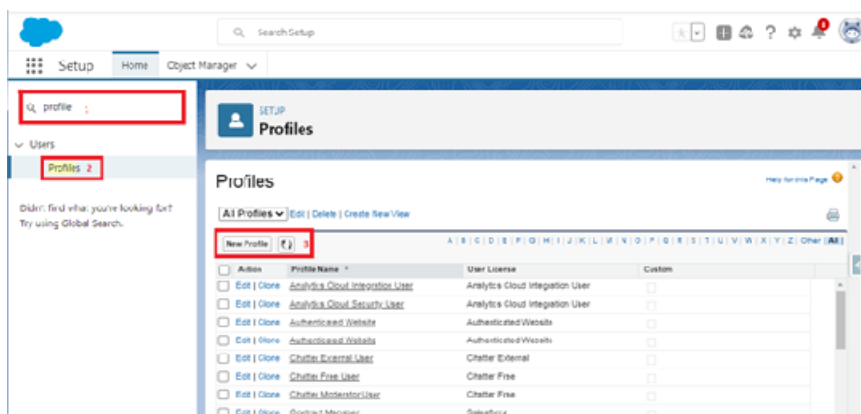 Search Setup
Setup Home Object Manager
profile 1
Users
Profiles 2
Didn't find what you're looking for?
Try using Global Search.
SETUP
Profiles
Profiles
Help for this Page
All Profiles Edit | Delete | Create New View
New Profile 3 A | B | C | D | E | F | G | H | I | J | K | L | M | N | O | P | Q | R | S | T | U | V | W | X | Y | Z | Other | All
Action Profile Name User License Custom
Edit | Clone Analytics Cloud Integration User Analytics Cloud Integration User
Edit | Clone Analytics Cloud Security User Analytics Cloud Integration User
Edit | Clone Authenticated Website Authenticated Website
Edit | Clone Authenticated Website Authenticated Website
Edit | Clone Chatter External User Chatter External
Edit | Clone Chatter Free User Chatter Free
Edit | Clone Chatter Moderator User Chatter Free
Edit | Clone Contract Manager Salesforce